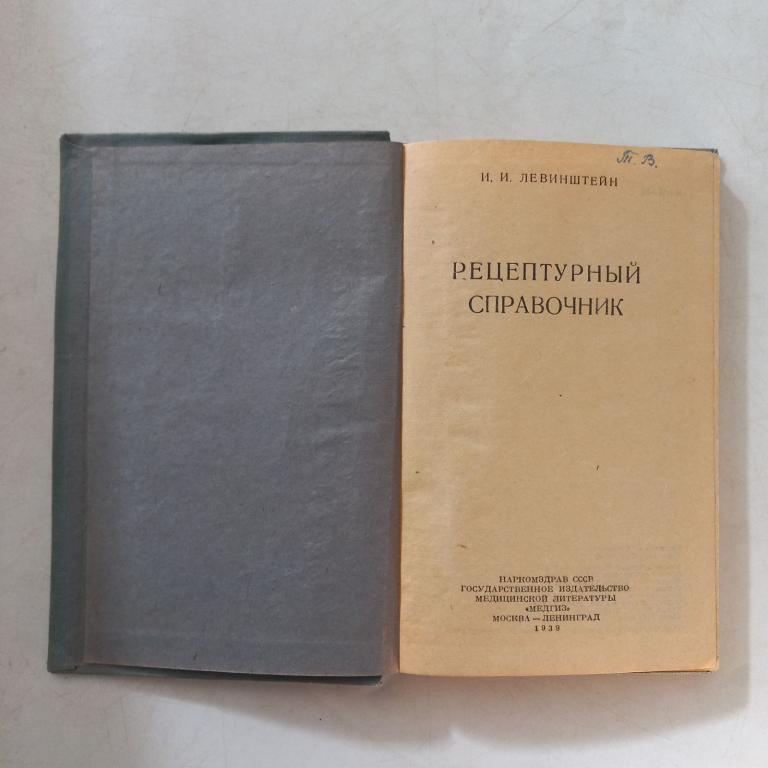 Т. В.
И. И. ЛЕВИНШТЕЙН
РЕЦЕПТУРНЫЙ
СПРАВОЧНИК
НАРКОМЗДРАВ СССР
ГОСУДАРСТВЕННОЕ ИЗДАТЕЛЬСТВО
МЕДИЦИНСКОЙ ЛИТЕРАТУРЫ
«МЕДГИЗ»
МОСКВА — ЛЕНИНГРАД
1939